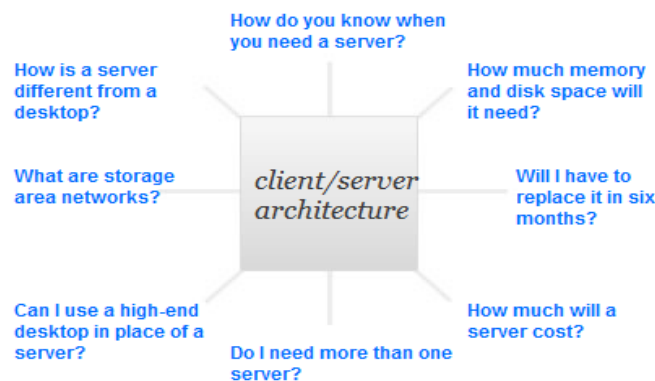 How do you know when
you need a server?
How is a server
different from a
desktop?
How much memory
and disk space will
it need?
What are storage
area networks?
client/server
architecture
Will I have to
replace it in six
months?
Can I use a high-end
desktop in place of a
server?
Do I need more than one
server?
How much will a
server cost?